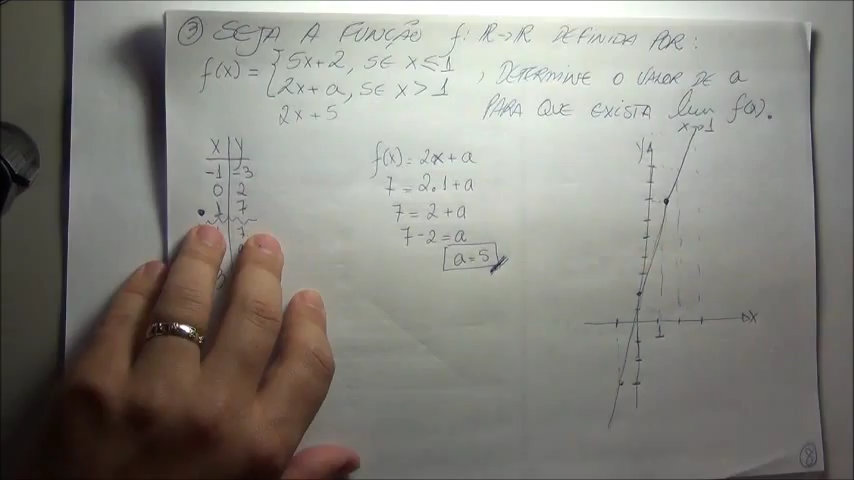 ③ SEJA A FUNÇÃO f: R→R DEFINIDA POR:
f(x) = { 5x+2, SE x ≤ 1
2x+a, SE x > 1
, DETERMINE O VALOR DE a
PARA QUE EXISTA lim f(x).
x→1
2x+5
x y
-1 -3
0 2
• 1 7
7
f(x) = 2x+a
7 = 2.1+a
7 = 2+a
7-2 = a
a = 5
y
x
1
8